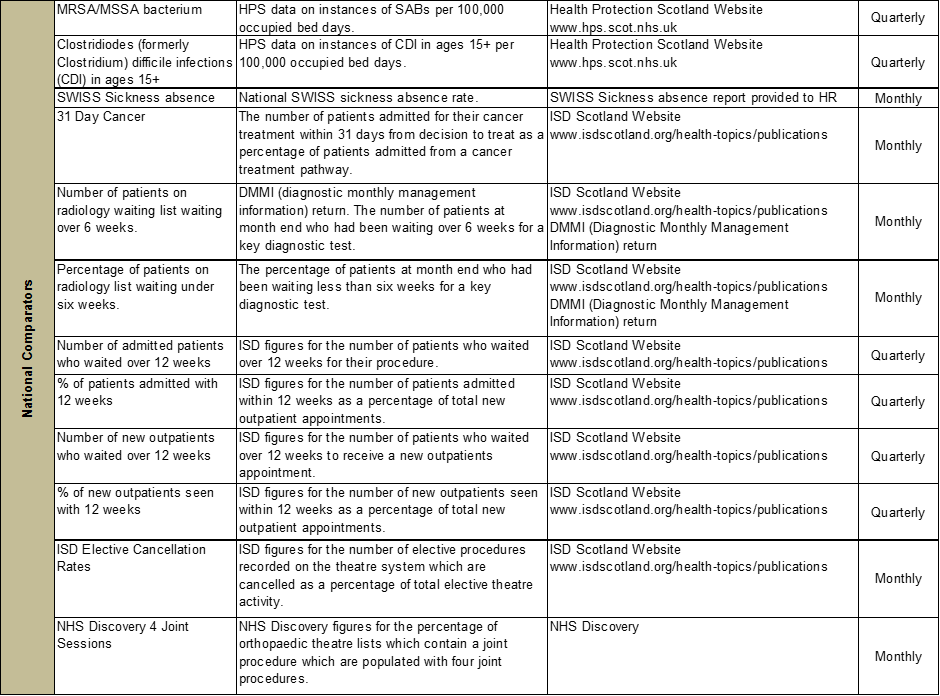 National Comparators
MRSA/MSSA bacterium
HPS data on instances of SABs per 100,000
occupied bed days.
Health Protection Scotland Website
www.hps.scot.nhs.uk
Quarterly
Clostridiodes (formerly
Clostridium) difficile infections
(CDI) in ages 15+
HPS data on instances of CDI in ages 15+ per
100,000 occupied bed days.
Health Protection Scotland Website
www.hps.scot.nhs.uk
Quarterly
SWISS Sickness absence
National SWISS sickness absence rate.
SWISS Sickness absence report provided to HR
Monthly
31 Day Cancer
The number of patients admitted for their cancer
treatment within 31 days from decision to treat as a
percentage of patients admitted from a cancer
treatment pathway.
ISD Scotland Website
www.isdscotland.org/health-topics/publications
Monthly
Number of patients on
radiology waiting list waiting
over 6 weeks.
DMMI (diagnostic monthly management
information) return. The number of patients at
month end who had been waiting over 6 weeks for a
key diagnostic test.
ISD Scotland Website
www.isdscotland.org/health-topics/publications
DMMI (Diagnostic Monthly Management
Information) return
Monthly
Percentage of patients on
radiology list waiting under
six weeks.
The percentage of patients at month end who had
been waiting less than six weeks for a key
diagnostic test.
ISD Scotland Website
www.isdscotland.org/health-topics/publications
DMMI (Diagnostic Monthly Management
Information) return
Monthly
Number of admitted patients
who waited over 12 weeks
ISD figures for the number of patients who waited
over 12 weeks for their procedure.
ISD Scotland Website
www.isdscotland.org/health-topics/publications
Quarterly
% of patients admitted with
12 weeks
ISD figures for the number of patients admitted
within 12 weeks as a percentage of total new
outpatient appointments.
ISD Scotland Website
www.isdscotland.org/health-topics/publications
Quarterly
Number of new outpatients
who waited over 12 weeks
ISD figures for the number of patients who waited
over 12 weeks to receive a new outpatients
appointment.
ISD Scotland Website
www.isdscotland.org/health-topics/publications
Quarterly
% of new outpatients seen
with 12 weeks
ISD figures for the number of new outpatients seen
within 12 weeks as a percentage of total new
outpatient appointments.
ISD Scotland Website
www.isdscotland.org/health-topics/publications
Quarterly
ISD Elective Cancellation
Rates
ISD figures for the number of elective procedures
recorded on the theatre system which are
cancelled as a percentage of total elective theatre
activity.
ISD Scotland Website
www.isdscotland.org/health-topics/publications
Monthly
NHS Discovery 4 Joint
Sessions
NHS Discovery figures for the percentage of
orthopaedic theatre lists which contain a joint
procedure which are populated with four joint
procedures.
NHS Discovery
Monthly